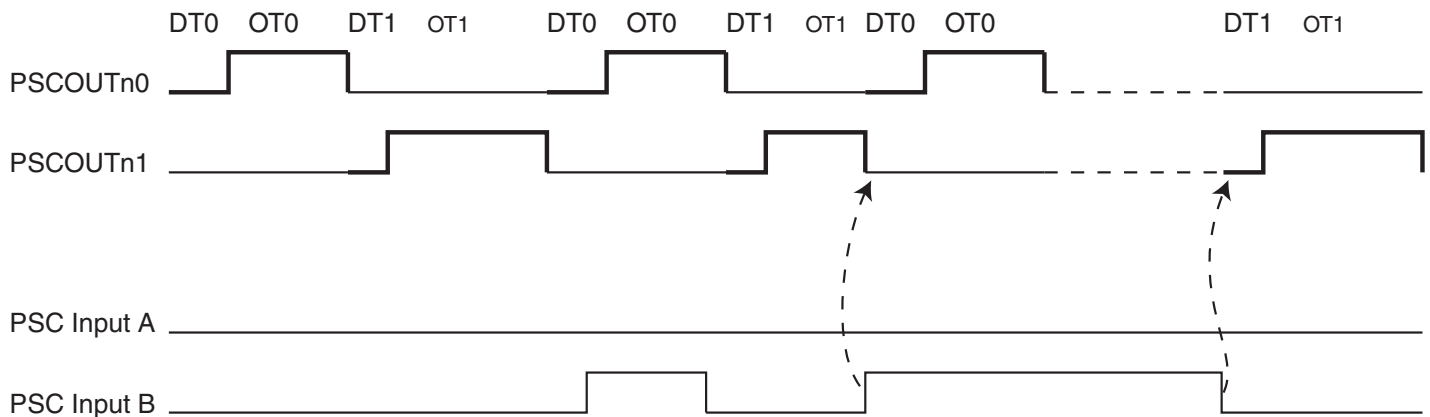 DT0 OT0 DT1 OT1 DT0 OT0 DT1 OT1 DT0 OT0 DT1 OT1
PSCOUTn0
PSCOUTn1
PSC Input A
PSC Input B